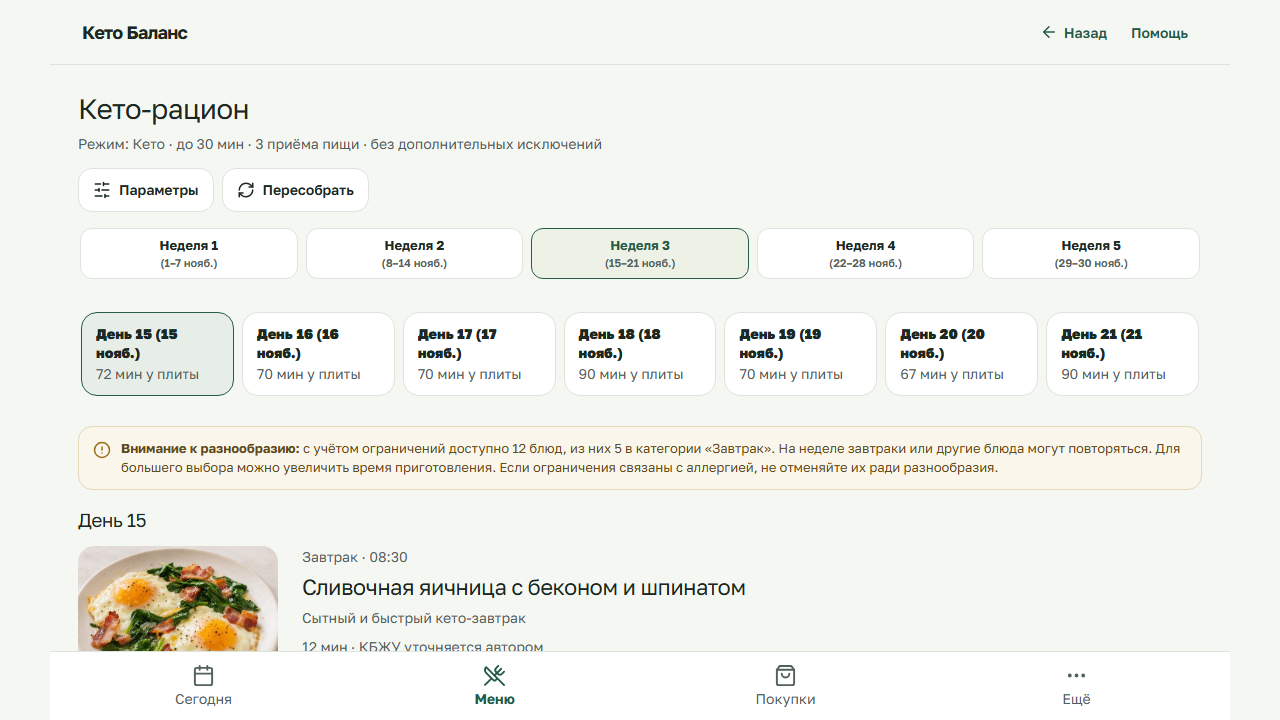 Кето Баланс
Назад
Помощь
Кето-рацион
Режим: Кето · до 30 мин · 3 приёма пищи · без дополнительных исключений
Параметры
Пересобрать
Неделя 1
(1–7 нояб.)
Неделя 2
(8–14 нояб.)
Неделя 3
(15–21 нояб.)
Неделя 4
(22–28 нояб.)
Неделя 5
(29–30 нояб.)
День 15 (15
нояб.)
72 мин у плиты
День 16 (16
нояб.)
70 мин у плиты
День 17 (17
нояб.)
70 мин у плиты
День 18 (18
нояб.)
90 мин у плиты
День 19 (19
нояб.)
70 мин у плиты
День 20 (20
нояб.)
67 мин у плиты
День 21 (21
нояб.)
90 мин у плиты
Внимание к разнообразию: с учётом ограничений доступно 12 блюд, из них 5 в категории «Завтрак». На неделе завтраки или другие блюда могут повторяться. Для
большего выбора можно увеличить время приготовления. Если ограничения связаны с аллергией, не отменяйте их ради разнообразия.
День 15
Завтрак · 08:30
Сливочная яичница с беконом и шпинатом
Сытный и быстрый кето-завтрак
12 мин · КБЖУ уточняется автором
Сегодня
Меню
Покупки
Ещё